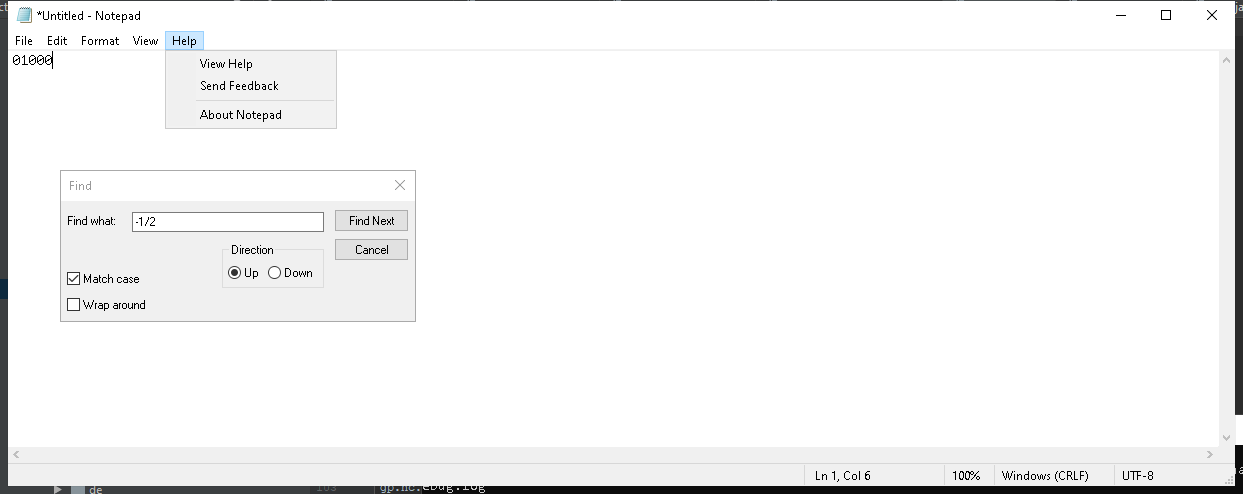 *Untitled - Notepad
File Edit Format View Help
01000
View Help
Send Feedback
About Notepad
Find
Find what: -1/2 Find Next
Direction Cancel
Up Down
Match case
Wrap around
Ln 1, Col 6 100% Windows (CRLF) UTF-8
de